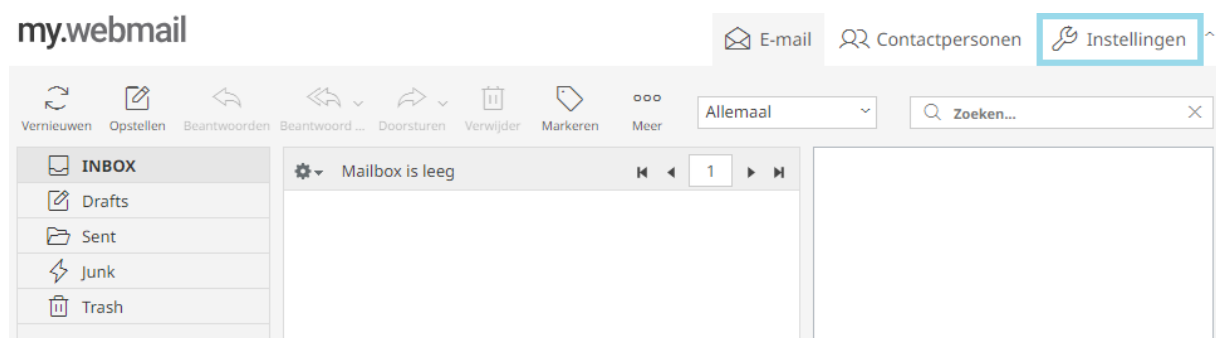 my.webmail
E-mail Contactpersonen Instellingen
Vernieuwen Opstellen Beantwoorden Beantwoord ... Doorsturen Verwijder Markeren Meer Allemaal Zoeken...
INBOX Mailbox is leeg 1
Drafts
Sent
Junk
Trash